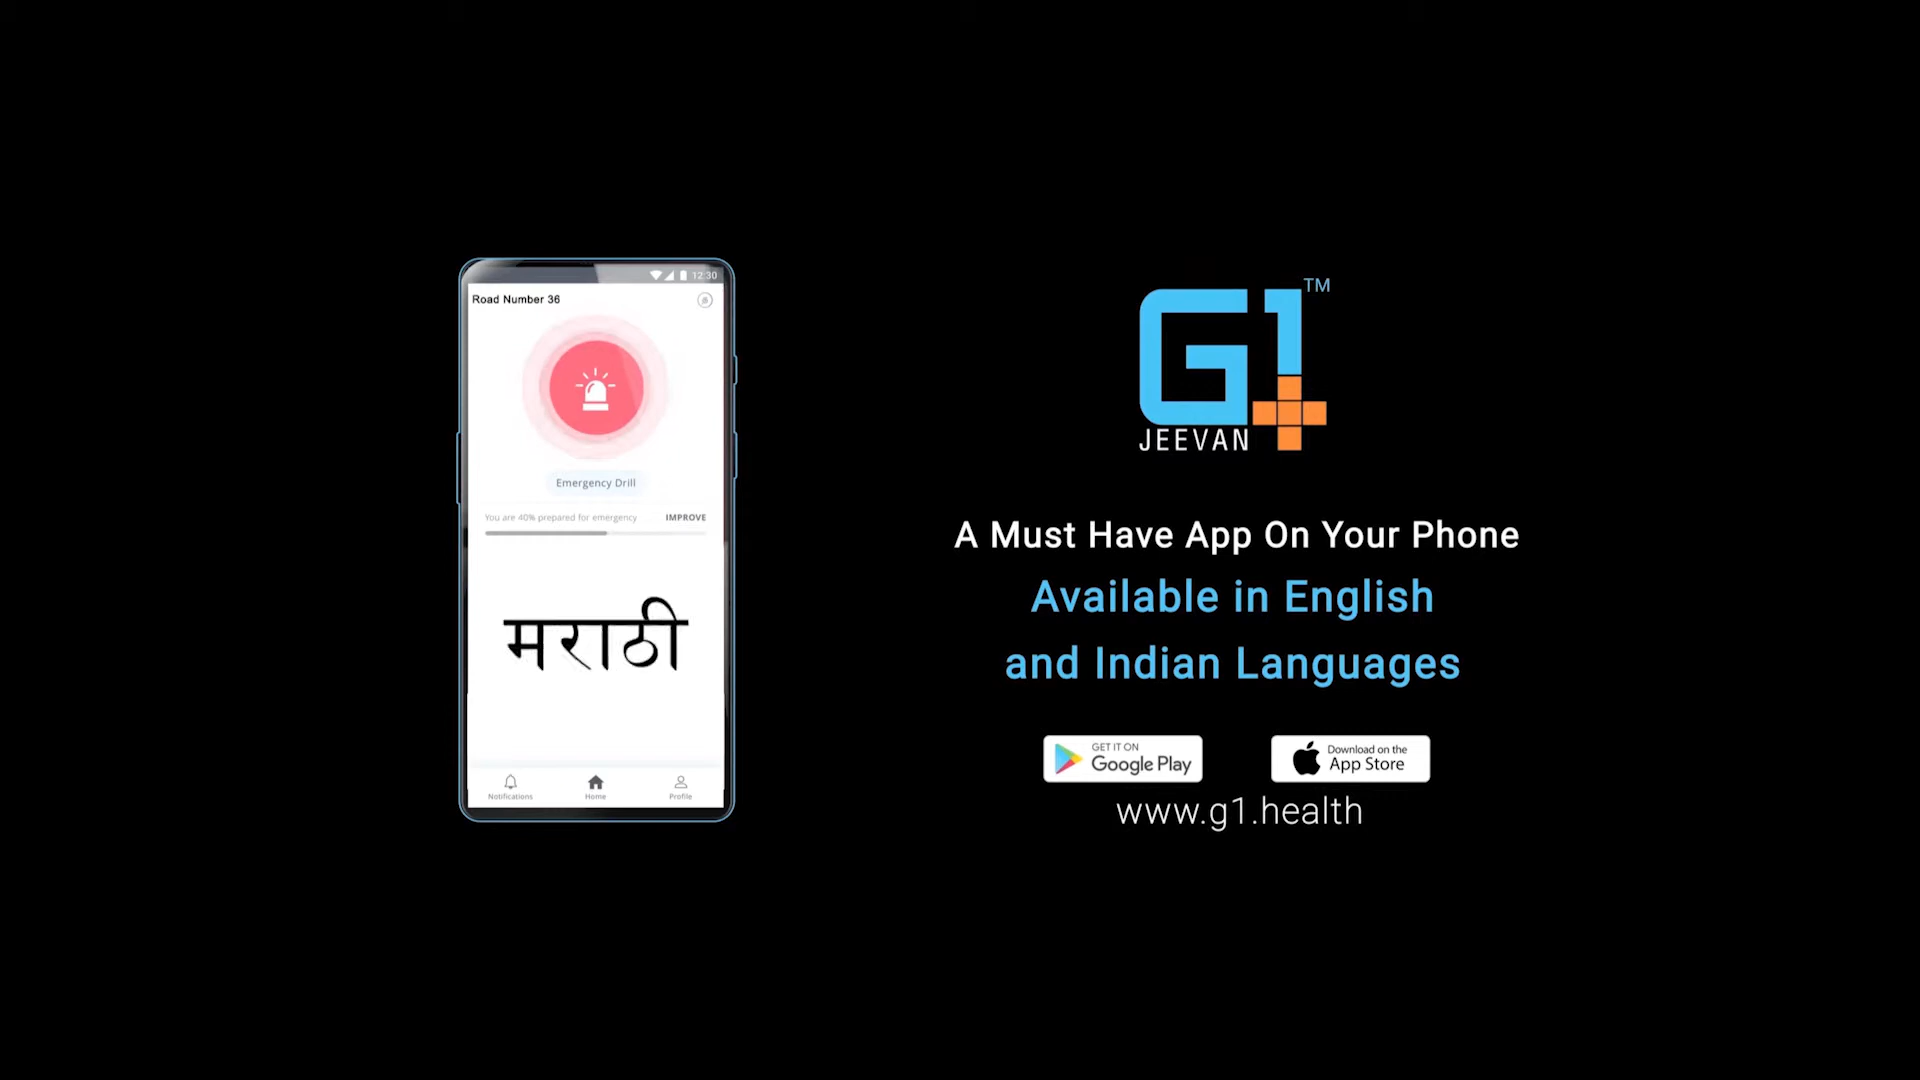 12:30
Road Number 36
Emergency Drill
You are 40% prepared for emergency IMPROVE
मराठी
Notifications Home Profile
G1 TM
JEEVAN
A Must Have App On Your Phone
Available in English
and Indian Languages
GET IT ON
Google Play
Download on the
App Store
www.g1.health